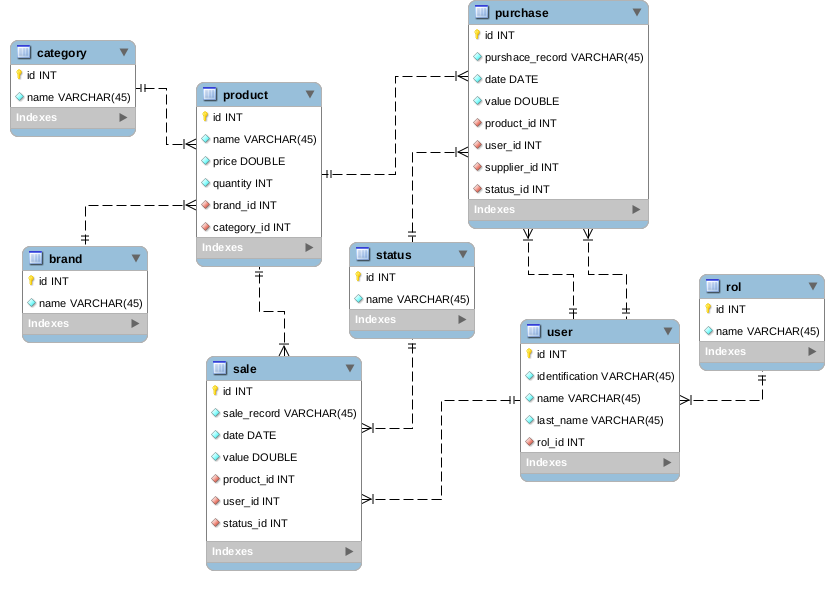 category
id INT
name VARCHAR(45)
Indexes
product
id INT
name VARCHAR(45)
price DOUBLE
quantity INT
brand_id INT
category_id INT
Indexes
purchase
id INT
purshace_record VARCHAR(45)
date DATE
value DOUBLE
product_id INT
user_id INT
supplier_id INT
status_id INT
Indexes
brand
id INT
name VARCHAR(45)
Indexes
status
id INT
name VARCHAR(45)
Indexes
rol
id INT
name VARCHAR(45)
Indexes
user
id INT
identification VARCHAR(45)
name VARCHAR(45)
last_name VARCHAR(45)
rol_id INT
Indexes
sale
id INT
sale_record VARCHAR(45)
date DATE
value DOUBLE
product_id INT
user_id INT
status_id INT
Indexes